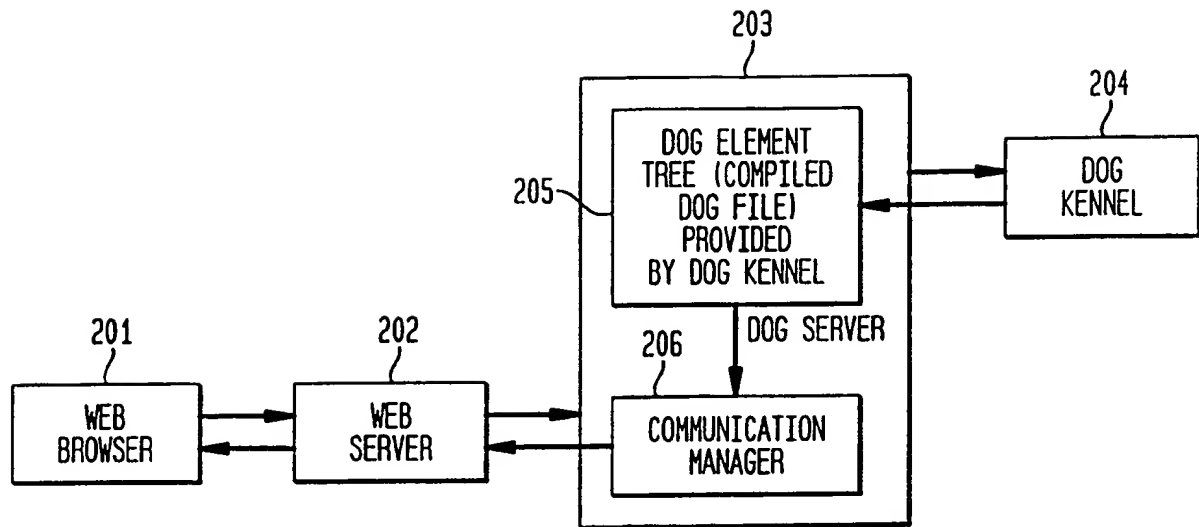 203
204
DOG ELEMENT
TREE (COMPILED
DOG FILE)
PROVIDED
BY DOG KENNEL
205
DOG
KENNEL
DOG SERVER
201
202
206
WEB
BROWSER
WEB
SERVER
COMMUNICATION
MANAGER